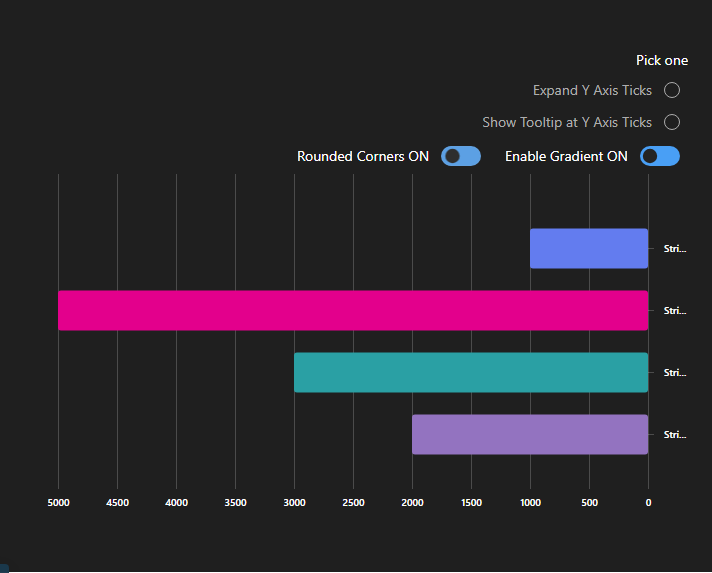 Pick one
Expand Y Axis Ticks
Show Tooltip at Y Axis Ticks
Rounded Corners ON Enable Gradient ON
Stri...
Stri...
Stri...
Stri...
5000 4500 4000 3500 3000 2500 2000 1500 1000 500 0